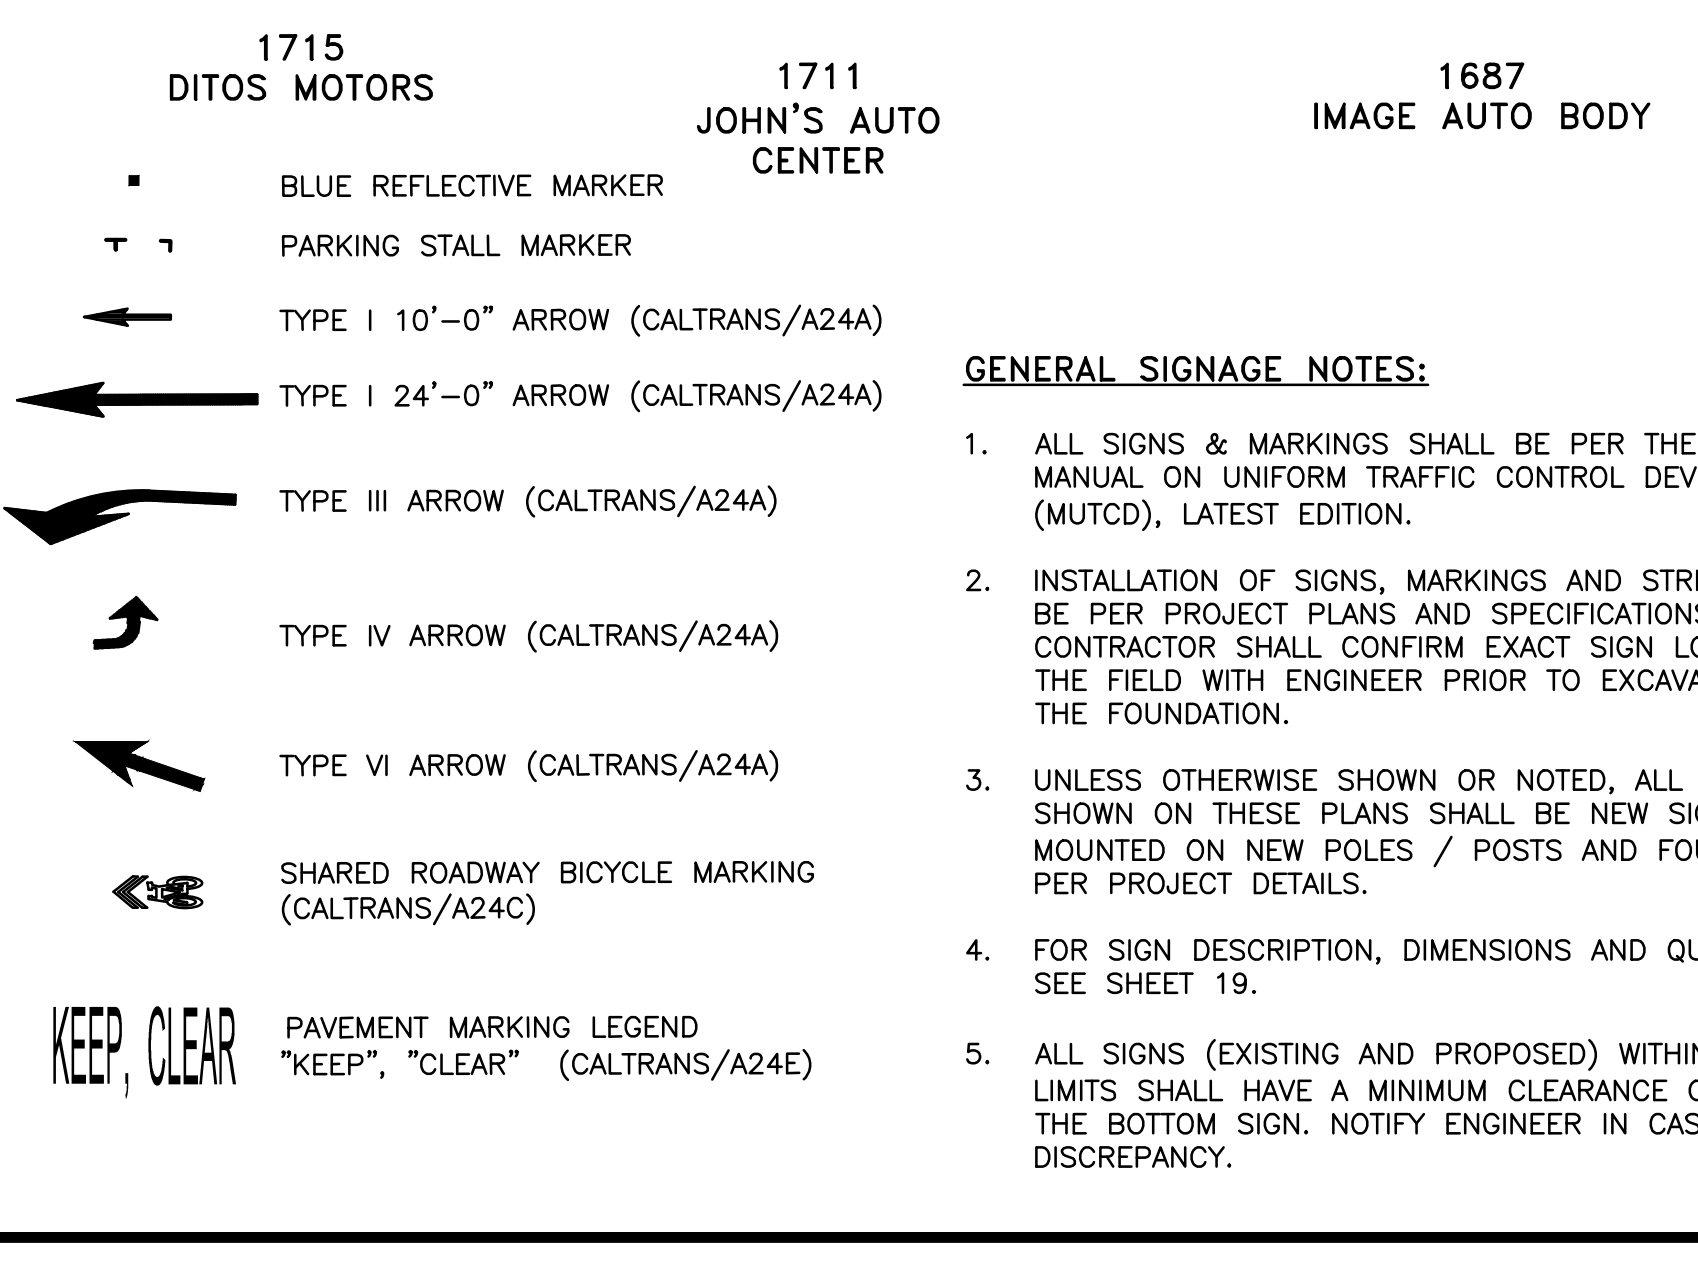 1715
DITOS MOTORS
1711
JOHN'S AUTO
CENTER
1687
IMAGE AUTO BODY
BLUE REFLECTIVE MARKER
PARKING STALL MARKER
TYPE I 10'-0" ARROW (CALTRANS/A24A)
TYPE I 24'-0" ARROW (CALTRANS/A24A)
TYPE III ARROW (CALTRANS/A24A)
TYPE IV ARROW (CALTRANS/A24A)
TYPE VI ARROW (CALTRANS/A24A)
SHARED ROADWAY BICYCLE MARKING
(CALTRANS/A24C)
KEEP, CLEAR
PAVEMENT MARKING LEGEND
"KEEP", "CLEAR" (CALTRANS/A24E)
GENERAL SIGNAGE NOTES:
1. ALL SIGNS & MARKINGS SHALL BE PER THE
MANUAL ON UNIFORM TRAFFIC CONTROL DEV
(MUTCD), LATEST EDITION.
2. INSTALLATION OF SIGNS, MARKINGS AND STRI
BE PER PROJECT PLANS AND SPECIFICATIONS
CONTRACTOR SHALL CONFIRM EXACT SIGN LO
THE FIELD WITH ENGINEER PRIOR TO EXCAVA
THE FOUNDATION.
3. UNLESS OTHERWISE SHOWN OR NOTED, ALL
SHOWN ON THESE PLANS SHALL BE NEW SIG
MOUNTED ON NEW POLES / POSTS AND FOU
PER PROJECT DETAILS.
4. FOR SIGN DESCRIPTION, DIMENSIONS AND QU
SEE SHEET 19.
5. ALL SIGNS (EXISTING AND PROPOSED) WITHIN
LIMITS SHALL HAVE A MINIMUM CLEARANCE
THE BOTTOM SIGN. NOTIFY ENGINEER IN CAS
DISCREPANCY.